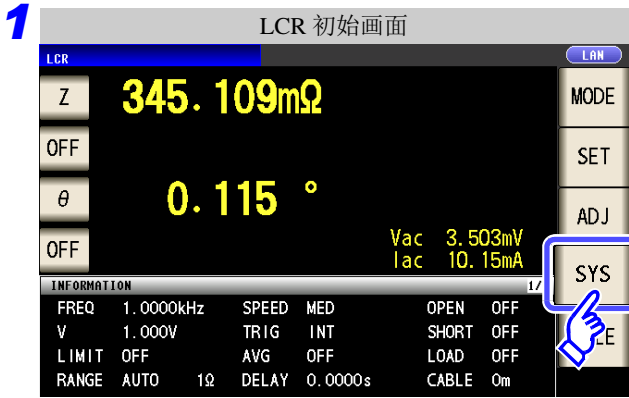 1
LCR 初始画面
LCR
LAN
Z 345.109mΩ
MODE
OFF
SET
θ 0.115 °
ADJ
OFF
Vac 3.503mV
Iac 10.15mA
SYS
INFORMATION 1/
FREQ 1.0000kHz SPEED MED OPEN OFF
V 1.000V TRIG INT SHORT OFF
LIMIT OFF AVG OFF LOAD OFF
RANGE AUTO 1Ω DELAY 0.0000s CABLE 0m